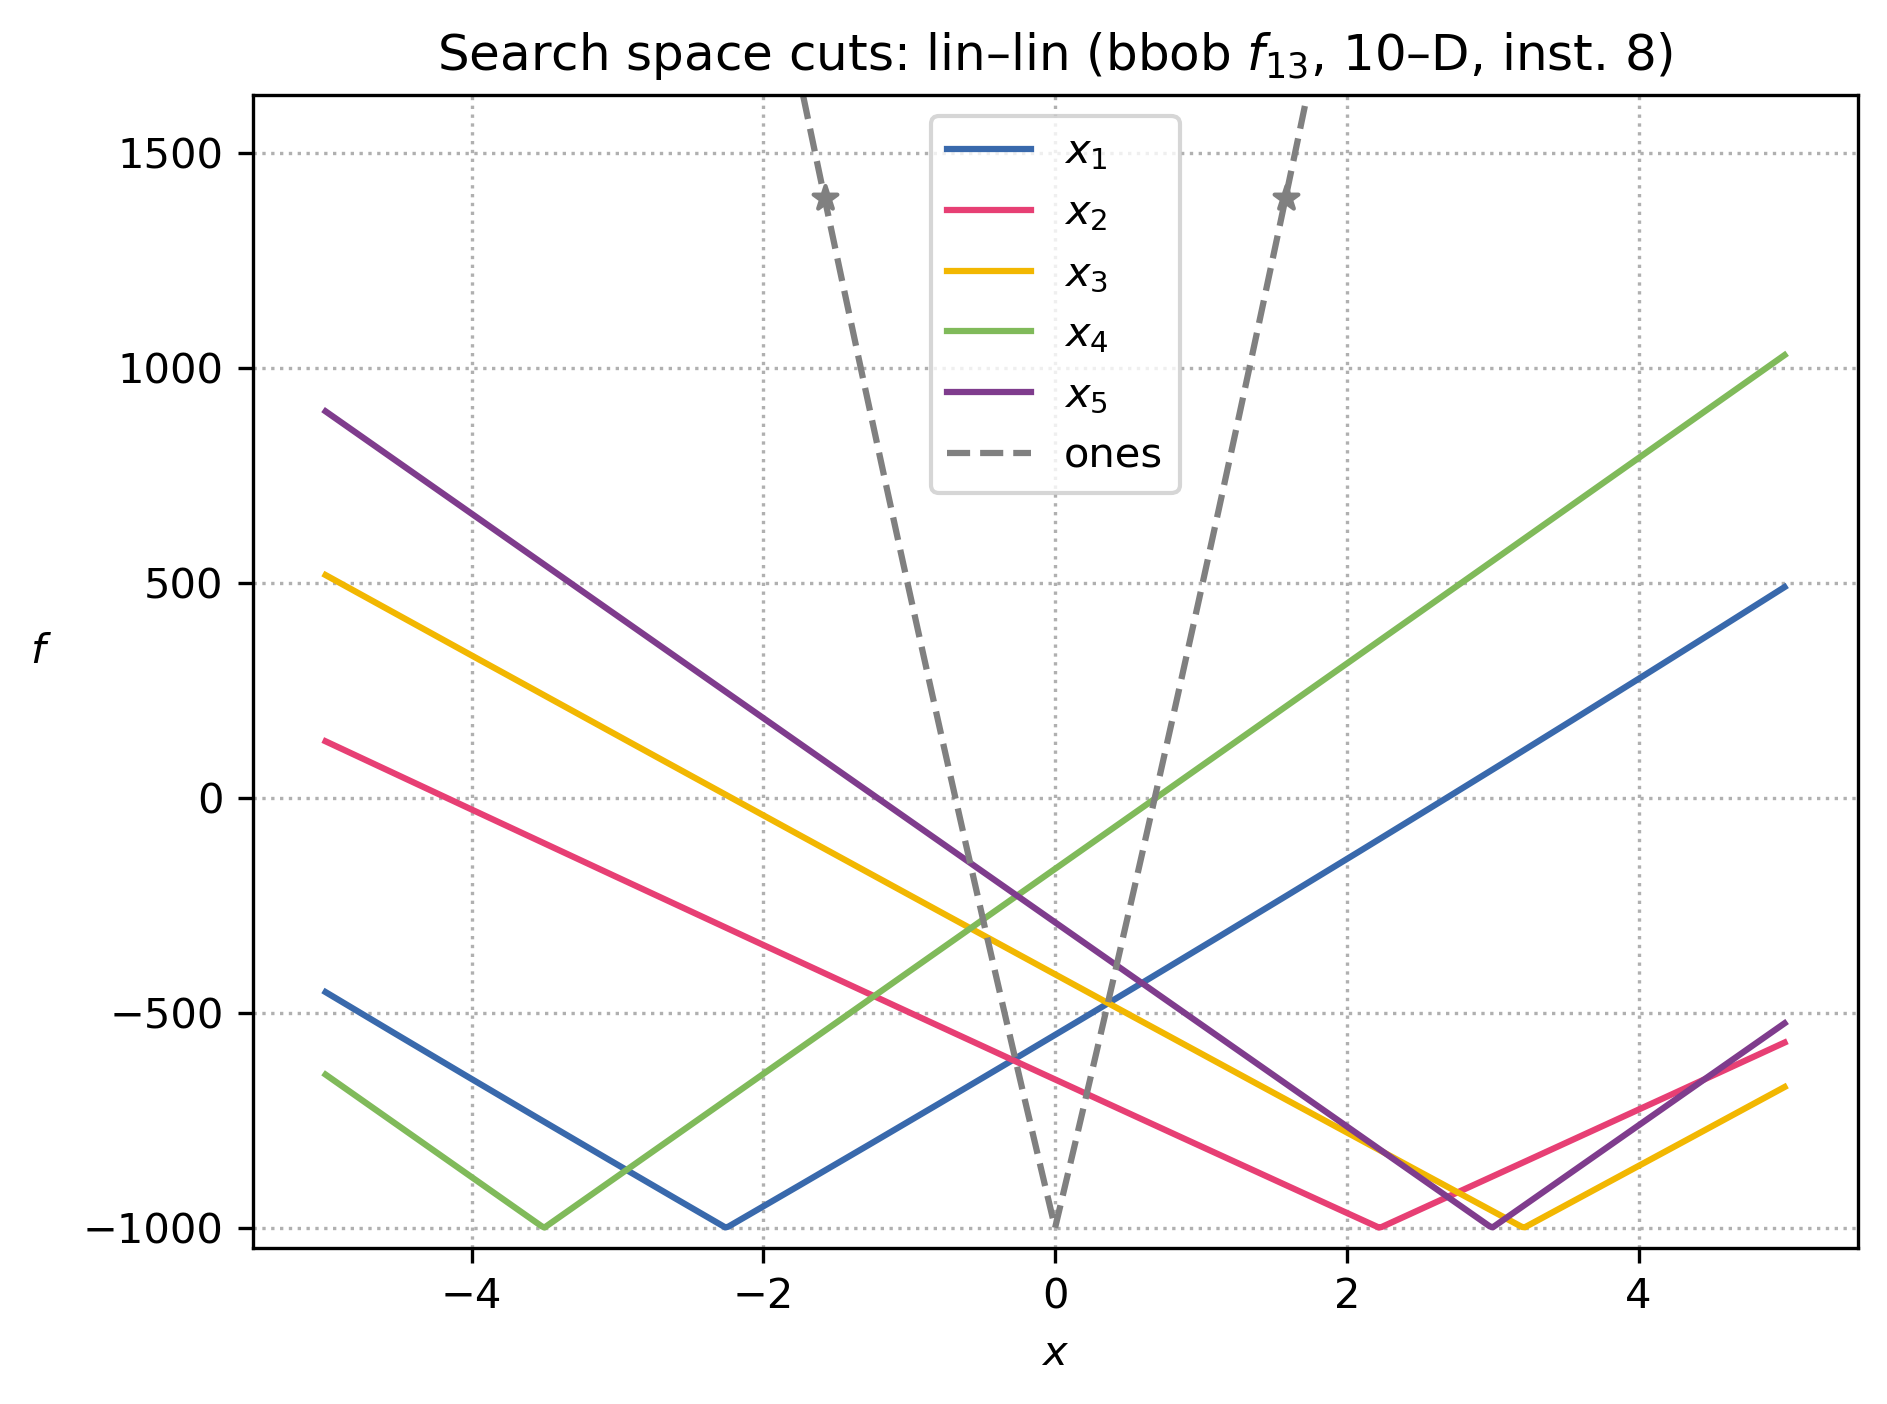 Search space cuts: lin–lin (bbob f₁₃, 10–D, inst. 8)
1500
1000
500
0
−500
−1000
f
x₁
x₂
x₃
x₄
x₅
ones
−4
−2
0
2
4
x